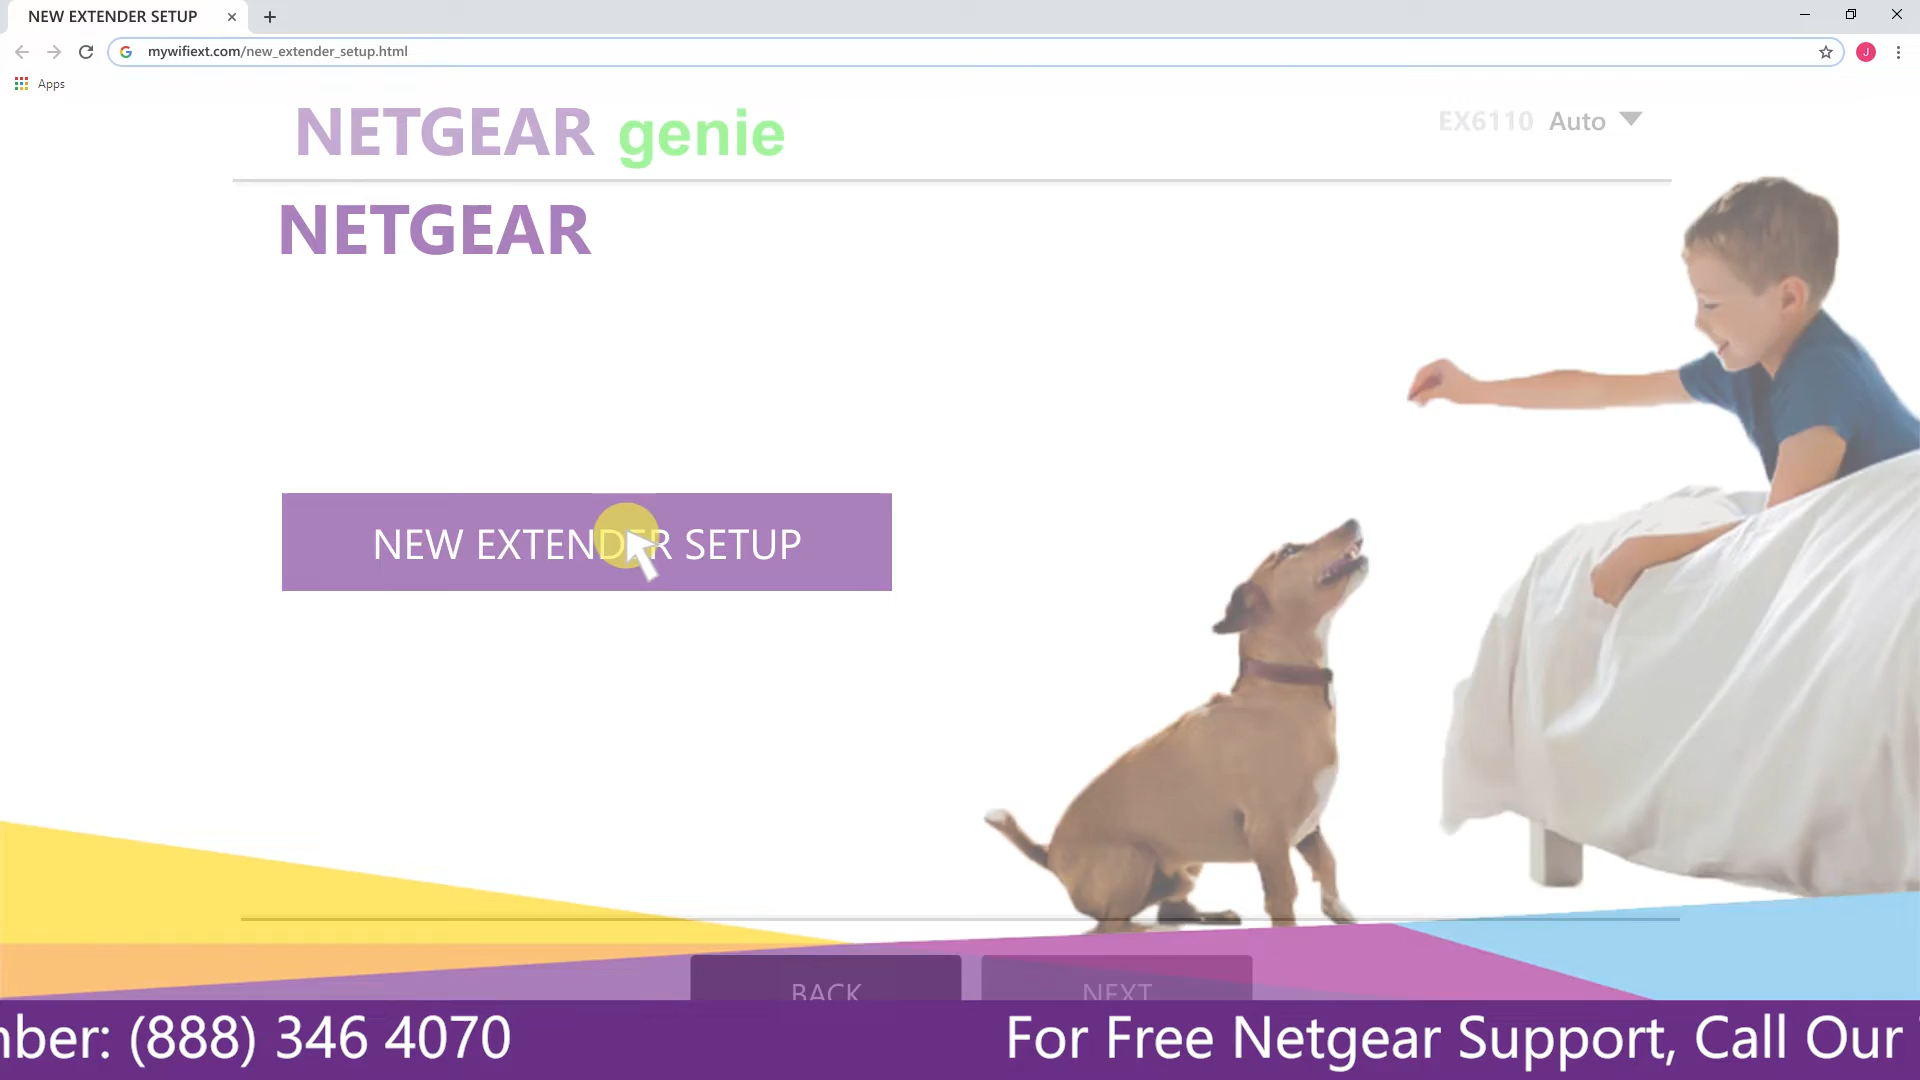 NEW EXTENDER SETUP
mywifiext.com/new_extender_setup.html
J
Apps
NETGEAR genie
EX6110 Auto
NETGEAR
NEW EXTENDER SETUP
BACK
NEXT
mber: (888) 346 4070
For Free Netgear Support, Call Our